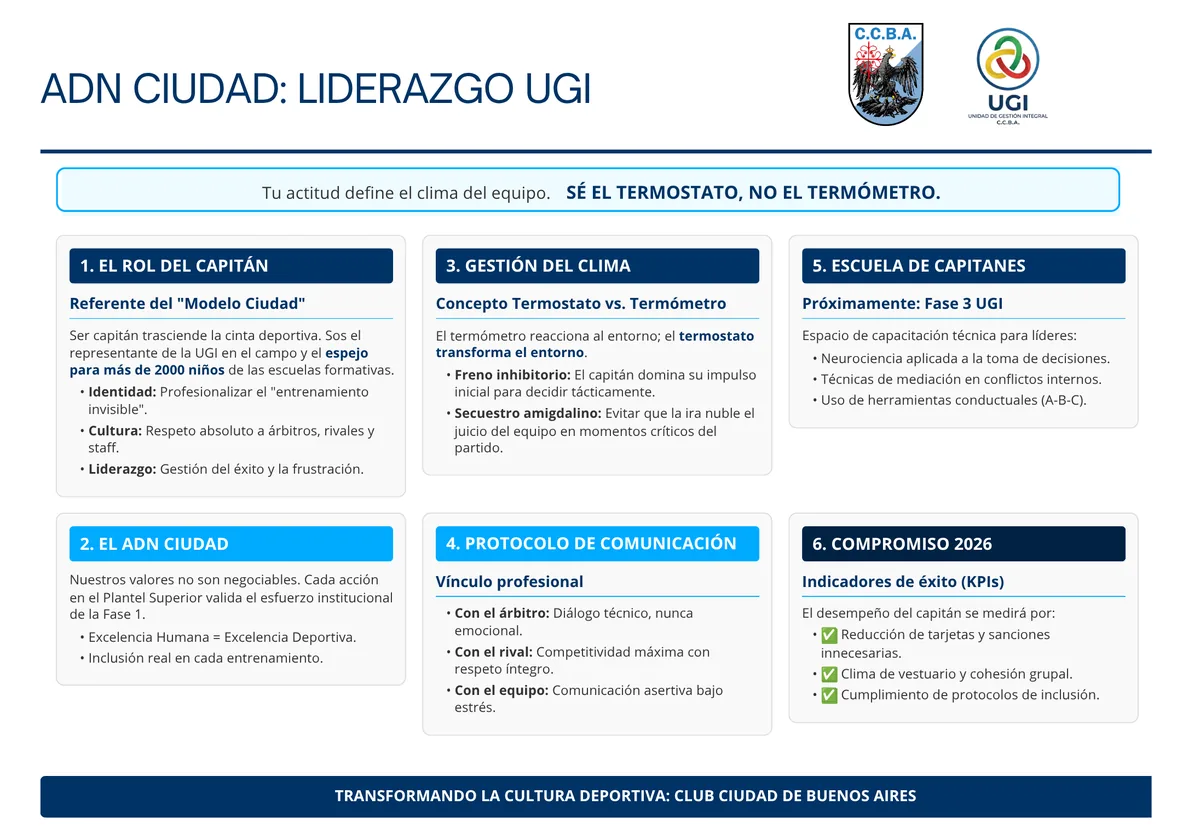 C.C.B.A.
UGI
UNIDAD DE GESTIÓN INTEGRAL
C.C.B.A.
ADN CIUDAD: LIDERAZGO UGI
Tu actitud define el clima del equipo. SÉ EL TERMOSTATO, NO EL TERMÓMETRO.
1. EL ROL DEL CAPITÁN
Referente del "Modelo Ciudad"
Ser capitán trasciende la cinta deportiva. Sos el
representante de la UGI en el campo y el espejo
para más de 2000 niños de las escuelas formativas.
• Identidad: Profesionalizar el "entrenamiento
invisible".
• Cultura: Respeto absoluto a árbitros, rivales y
staff.
• Liderazgo: Gestión del éxito y la frustración.
2. EL ADN CIUDAD
Nuestros valores no son negociables. Cada acción
en el Plantel Superior valida el esfuerzo institucional
de la Fase 1.
• Excelencia Humana = Excelencia Deportiva.
• Inclusión real en cada entrenamiento.
3. GESTIÓN DEL CLIMA
Concepto Termostato vs. Termómetro
El termómetro reacciona al entorno; el termostato
transforma el entorno.
• Freno inhibitorio: El capitán domina su impulso
inicial para decidir tácticamente.
• Secuestro amigdalino: Evitar que la ira nuble el
juicio del equipo en momentos críticos del
partido.
4. PROTOCOLO DE COMUNICACIÓN
Vínculo profesional
• Con el árbitro: Diálogo técnico, nunca
emocional.
• Con el rival: Competitividad máxima con
respeto íntegro.
• Con el equipo: Comunicación asertiva bajo
estrés.
5. ESCUELA DE CAPITANES
Próximamente: Fase 3 UGI
Espacio de capacitación técnica para líderes:
• Neurociencia aplicada a la toma de decisiones.
• Técnicas de mediación en conflictos internos.
• Uso de herramientas conductuales (A-B-C).
6. COMPROMISO 2026
Indicadores de éxito (KPIs)
El desempeño del capitán se medirá por:
• ✅ Reducción de tarjetas y sanciones
innecesarias.
• ✅ Clima de vestuario y cohesión grupal.
• ✅ Cumplimiento de protocolos de inclusión.
TRANSFORMANDO LA CULTURA DEPORTIVA: CLUB CIUDAD DE BUENOS AIRES